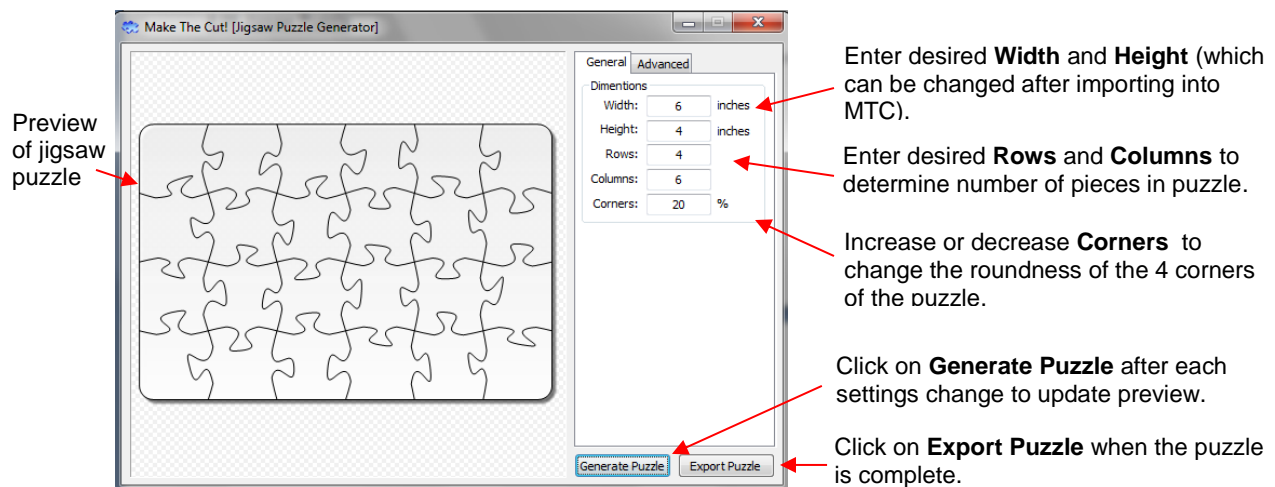 Make The Cut! [Jigsaw Puzzle Generator]
Preview
of jigsaw
puzzle
General Advanced
Dimentions
Width: 6 inches
Height: 4 inches
Rows: 4
Columns: 6
Corners: 20 %
Generate Puzzle Export Puzzle
Enter desired Width and Height (which
can be changed after importing into
MTC).
Enter desired Rows and Columns to
determine number of pieces in puzzle.
Increase or decrease Corners to
change the roundness of the 4 corners
of the puzzle.
Click on Generate Puzzle after each
settings change to update preview.
Click on Export Puzzle when the puzzle
is complete.